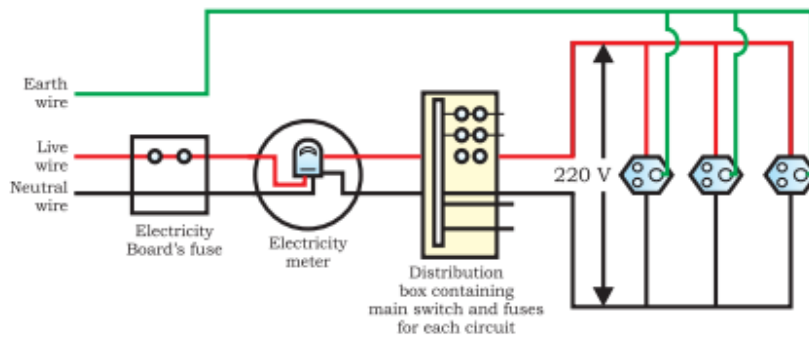 Earth
wire
Live
wire
Neutral
wire
Electricity
Board's fuse
Electricity
meter
Distribution
box containing
main switch and fuses
for each circuit
220 V